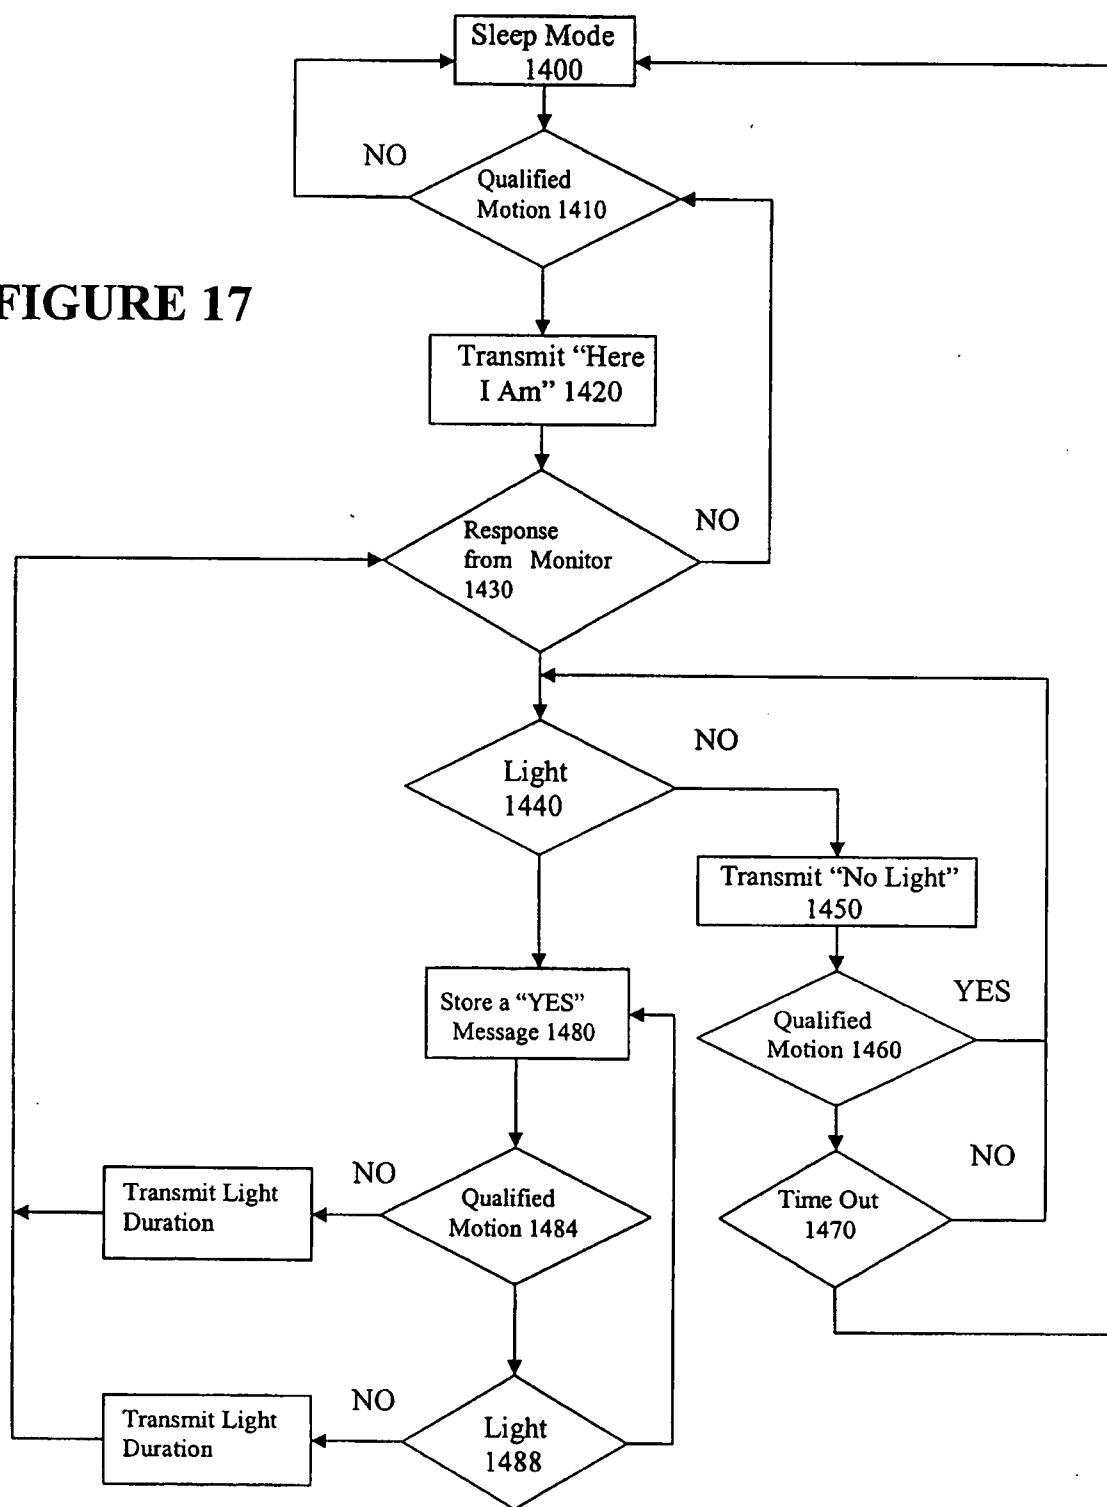 Sleep Mode
1400
NO
Qualified
Motion 1410
FIGURE 17
Transmit “Here
I Am” 1420
Response
from Monitor
1430
NO
NO
Light
1440
Transmit “No Light”
1450
Store a “YES”
Message 1480
YES
Qualified
Motion 1460
NO
Transmit Light
Duration
NO
Qualified
Motion 1484
Time Out
1470
Transmit Light
Duration
NO
Light
1488